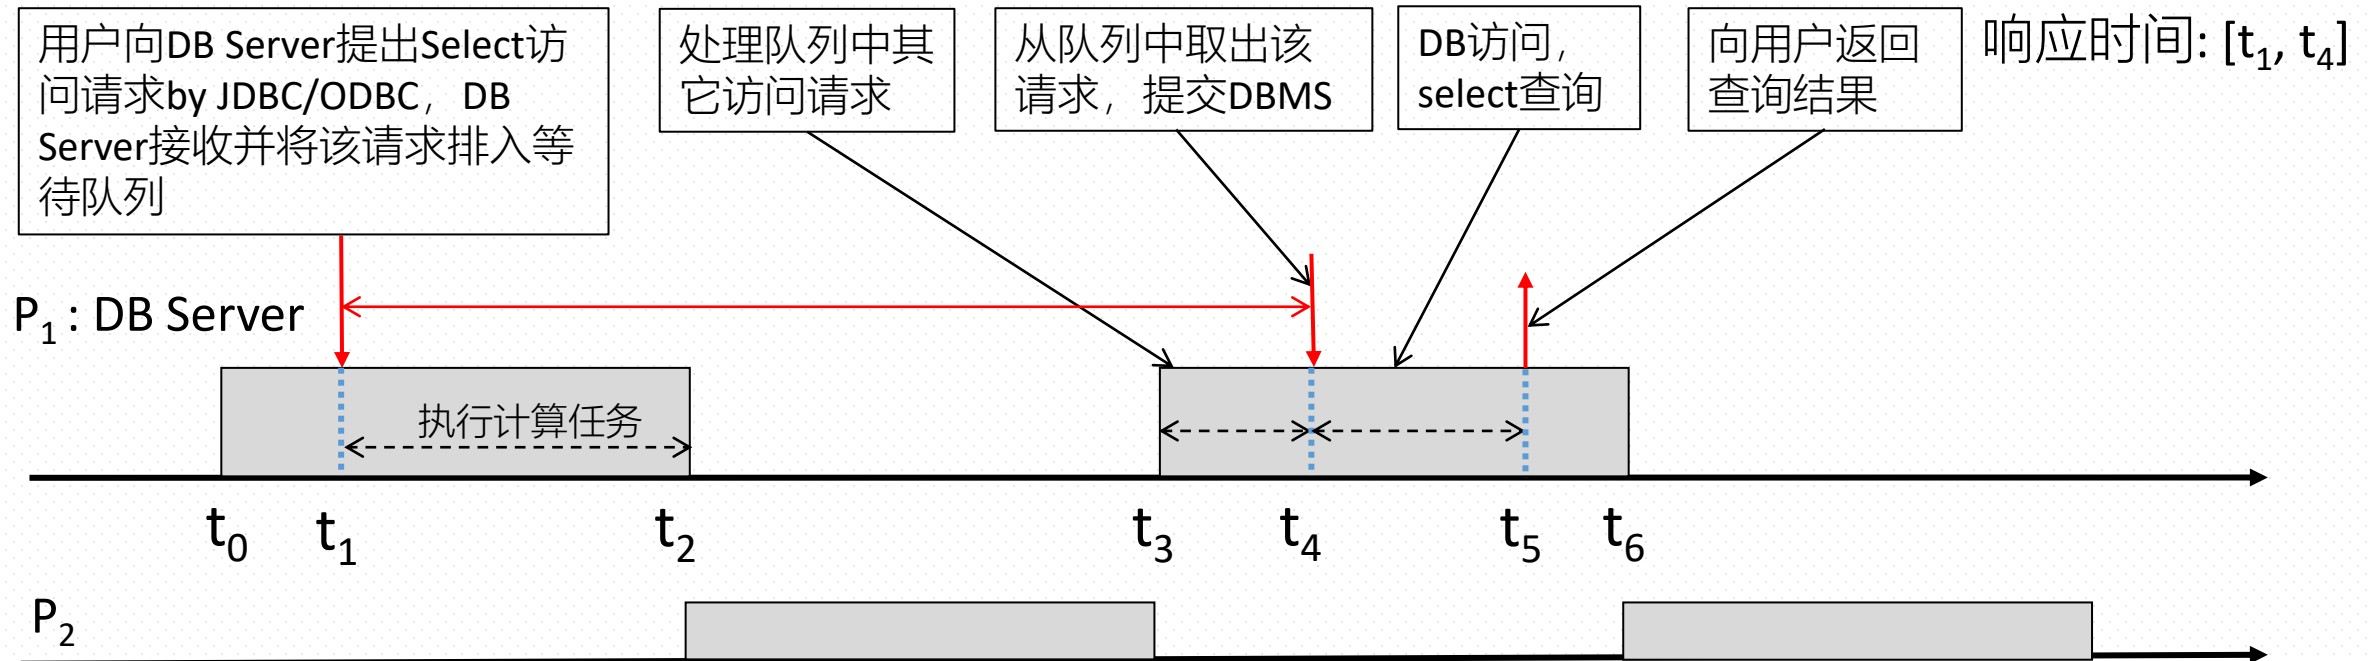 用户向DB Server提出Select访
问请求by JDBC/ODBC，DB
Server接收并将该请求排入等
待队列
处理队列中其
它访问请求
从队列中取出该
请求，提交DBMS
DB访问，
select查询
向用户返回
查询结果
响应时间: [t₁, t₄]
P₁ : DB Server
执行计算任务
t₀ t₁ t₂ t₃ t₄ t₅ t₆
P₂